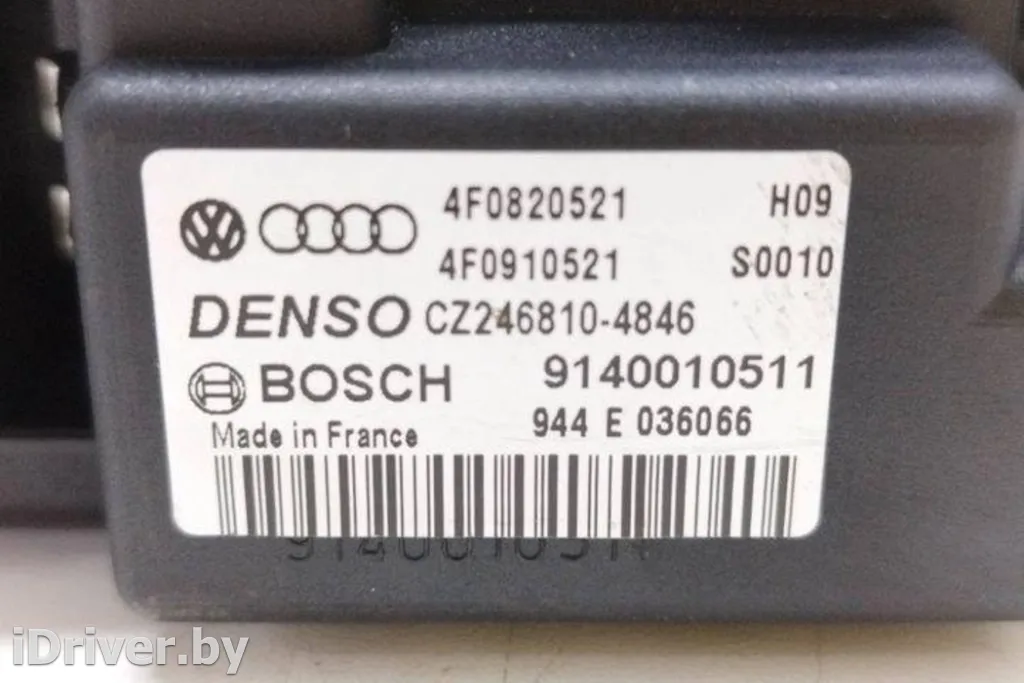 4F0820521 H09
4F0910521 S0010
DENSO CZ246810-4846
BOSCH 9140010511
Made in France 944 E 036066
iDriver.by